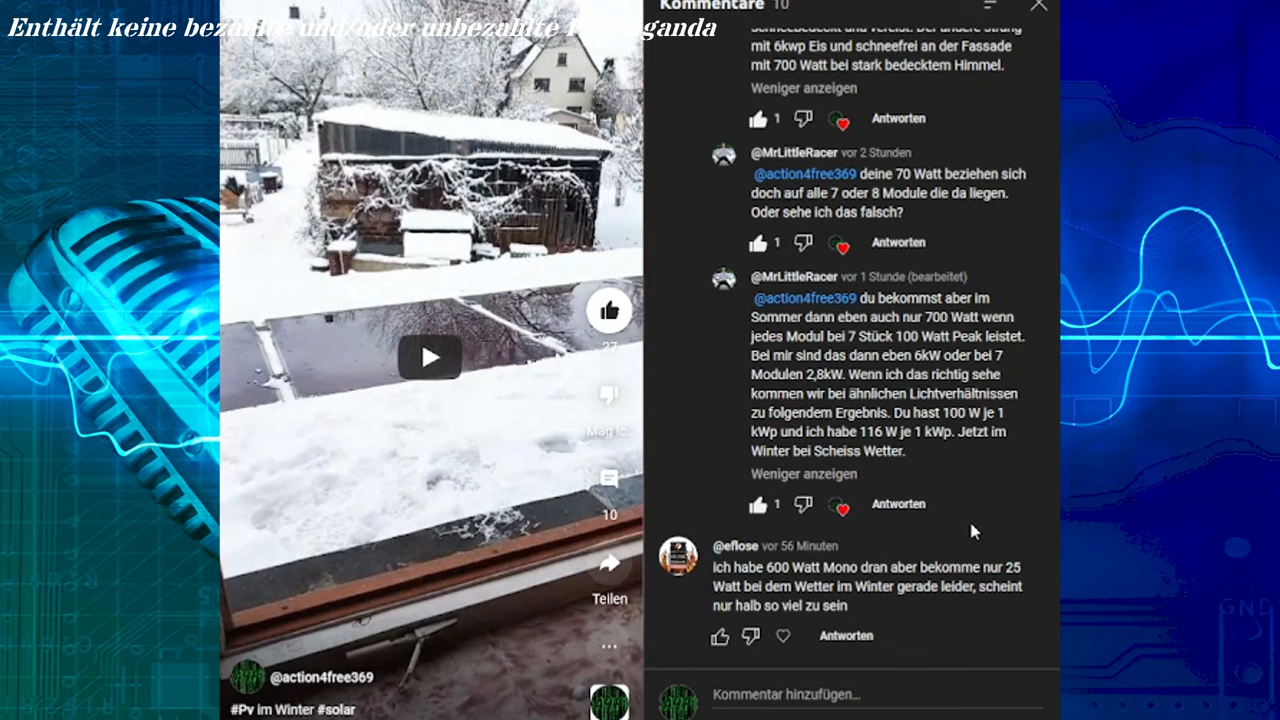 Enthält keine bezahlte und/oder unbezahlte Propaganda
Kommentare 10
schneebedeckt und vereist. Der andere Strang
mit 6kwp Eis und schneefrei an der Fassade
mit 700 Watt bei stark bedecktem Himmel.
Weniger anzeigen
1 Antworten
@MrLittleRacer vor 2 Stunden
@action4free369 deine 70 Watt beziehen sich
doch auf alle 7 oder 8 Module die da liegen.
Oder sehe ich das falsch?
1 Antworten
@MrLittleRacer vor 1 Stunde (bearbeitet)
@action4free369 du bekommst aber im
Sommer dann eben auch nur 700 Watt wenn
jedes Modul bei 7 Stück 100 Watt Peak leistet.
Bei mir sind das dann eben 6kW oder bei 7
Modulen 2,8kW. Wenn ich das richtig sehe
kommen wir bei ähnlichen Lichtverhältnissen
zu folgendem Ergebnis. Du hast 100 W je 1
kWp und ich habe 116 W je 1 kWp. Jetzt im
Winter bei Scheiss Wetter.
Weniger anzeigen
1 Antworten
@eflose vor 56 Minuten
Ich habe 600 Watt Mono dran aber bekomme nur 25
Watt bei dem Wetter im Winter gerade leider, scheint
nur halb so viel zu sein
Antworten
Kommentar hinzufügen...
27
Mag ic
10
Teilen
@action4free369
#Pv im Winter #solar
GND